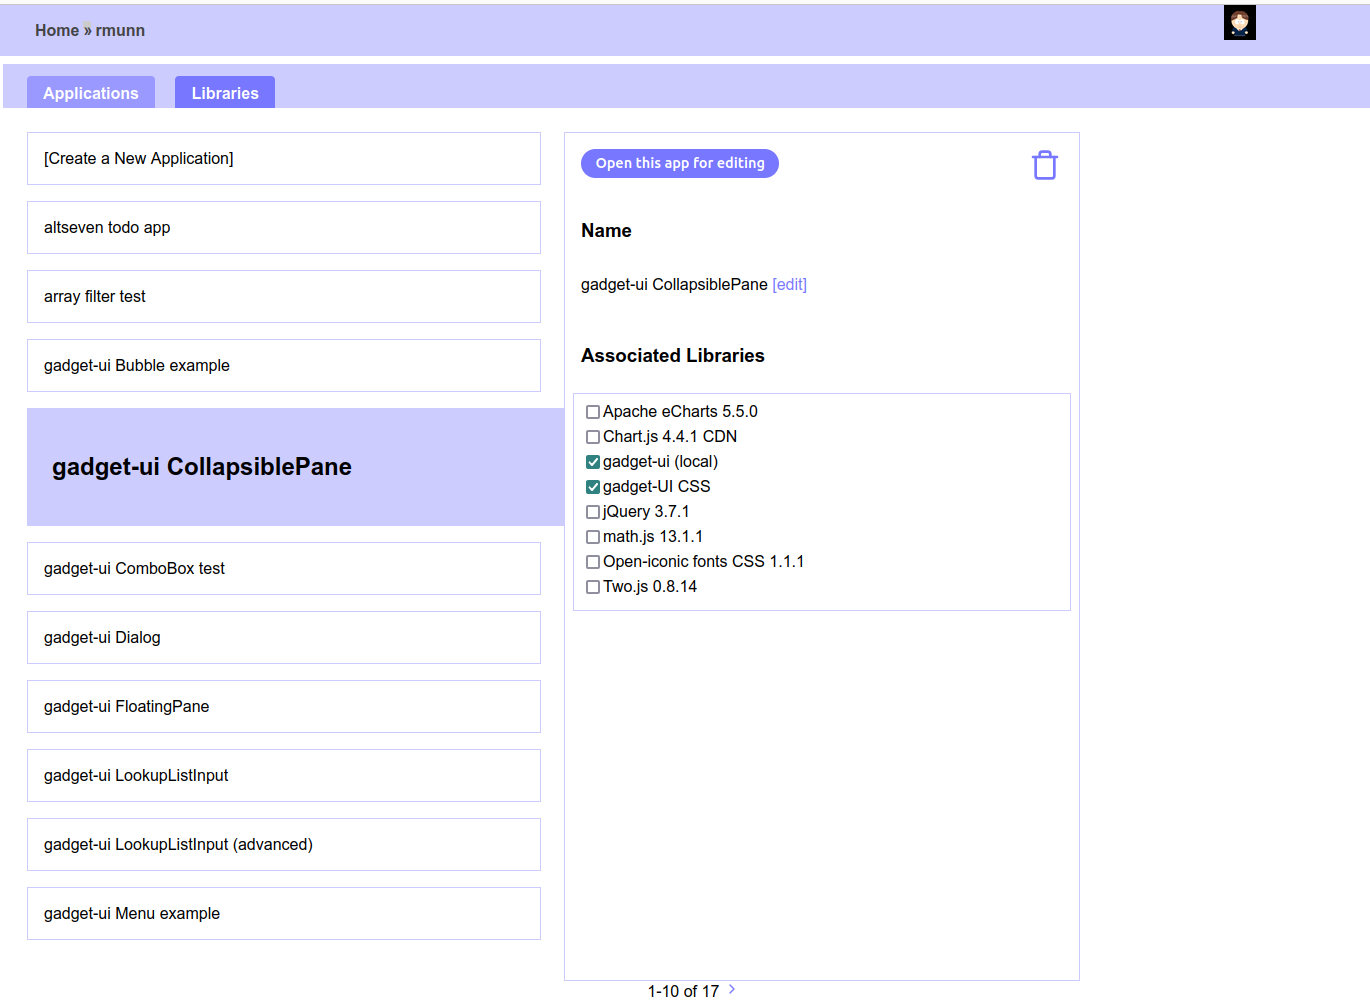 Home » rmunn
Applications
Libraries
[Create a New Application]
altseven todo app
array filter test
gadget-ui Bubble example
gadget-ui CollapsiblePane
gadget-ui ComboBox test
gadget-ui Dialog
gadget-ui FloatingPane
gadget-ui LookupListInput
gadget-ui LookupListInput (advanced)
gadget-ui Menu example
Open this app for editing
Name
gadget-ui CollapsiblePane [edit]
Associated Libraries
Apache eCharts 5.5.0
Chart.js 4.4.1 CDN
gadget-ui (local)
gadget-UI CSS
jQuery 3.7.1
math.js 13.1.1
Open-iconic fonts CSS 1.1.1
Two.js 0.8.14
1-10 of 17 >